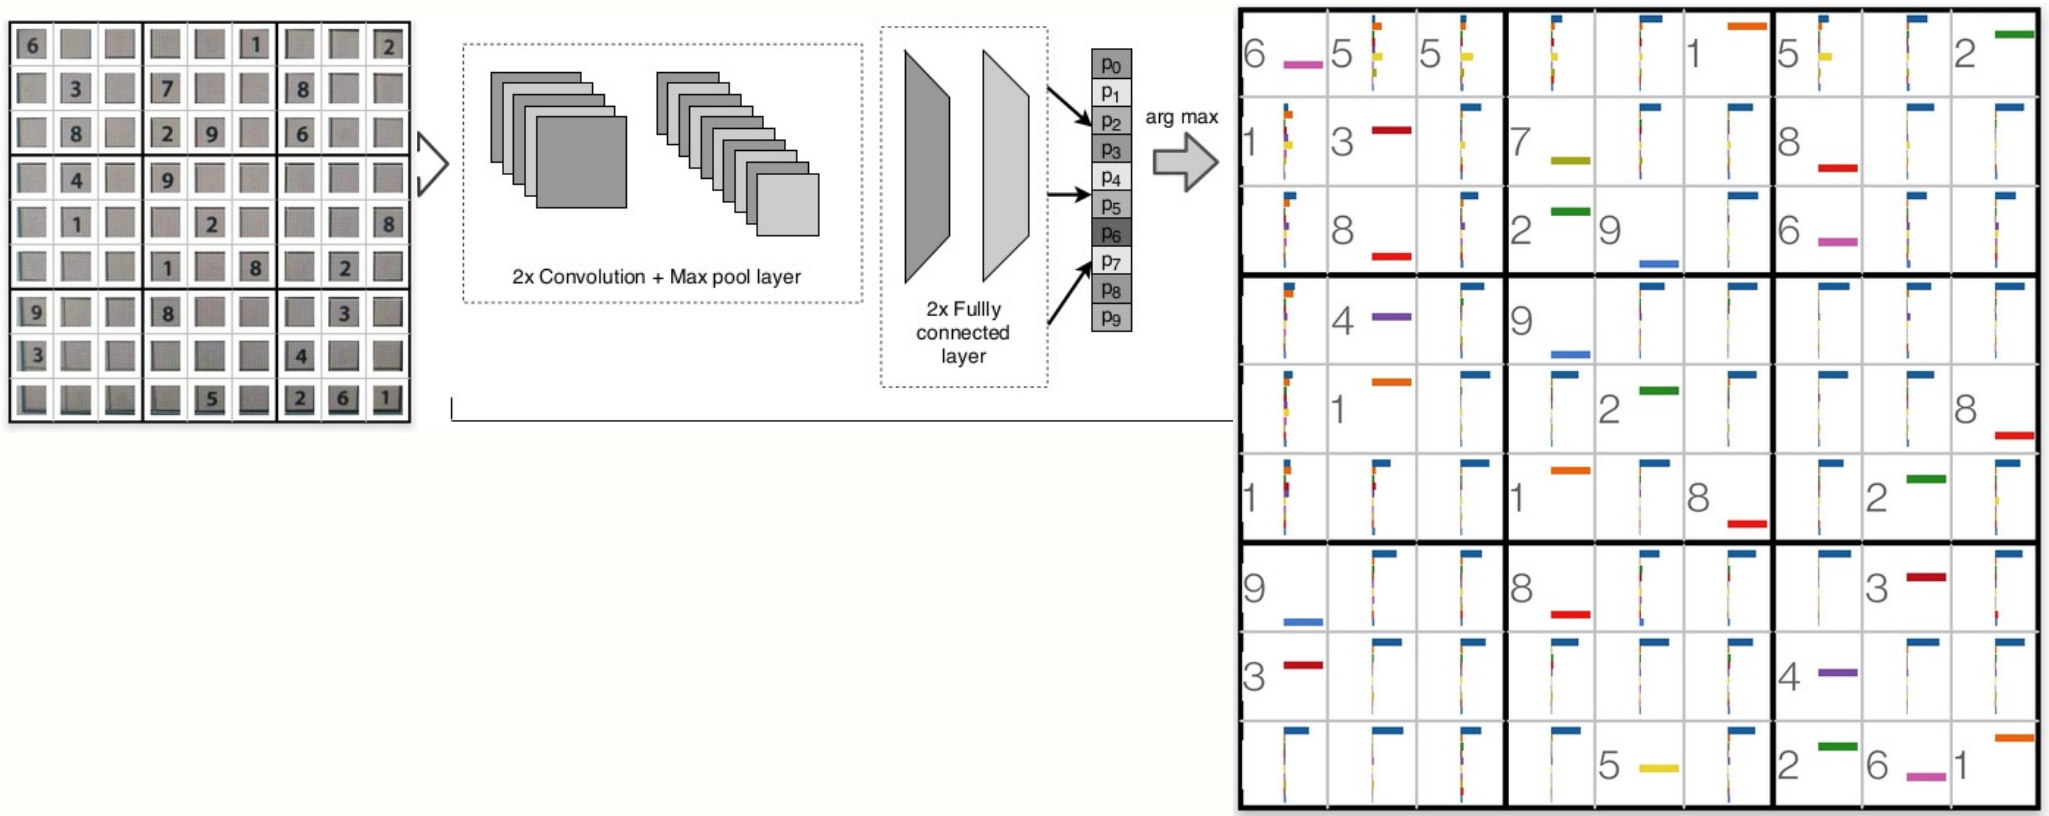 6 1 2
3 7 8
8 2 9 6
4 9
1 2 8
1 8 2
9 8 3
3 4
5 2 6 1
2x Convolution + Max pool layer
2x Fullly
connected
layer
p0
p1
p2
p3
p4
p5
p6
p7
p8
p9
arg max
6 5 5 1 5 2
1 3 7 8
8 2 9 6
4 9
1 2 8
1 1 8 2
9 8 3
3 4
5 2 6 1